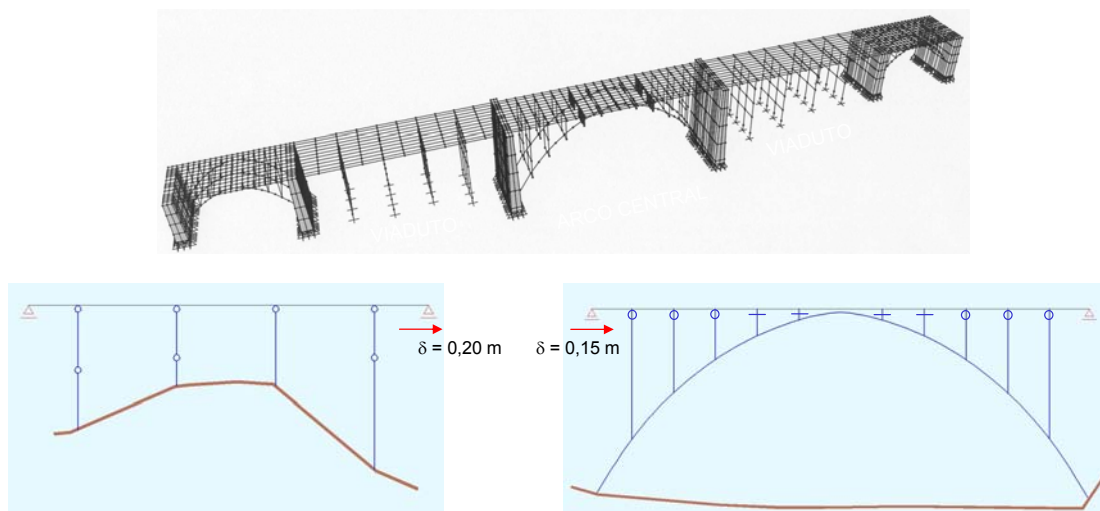 VIADUTO
ARCO CENTRAL
VIADUTO
δ = 0,20 m
δ = 0,15 m